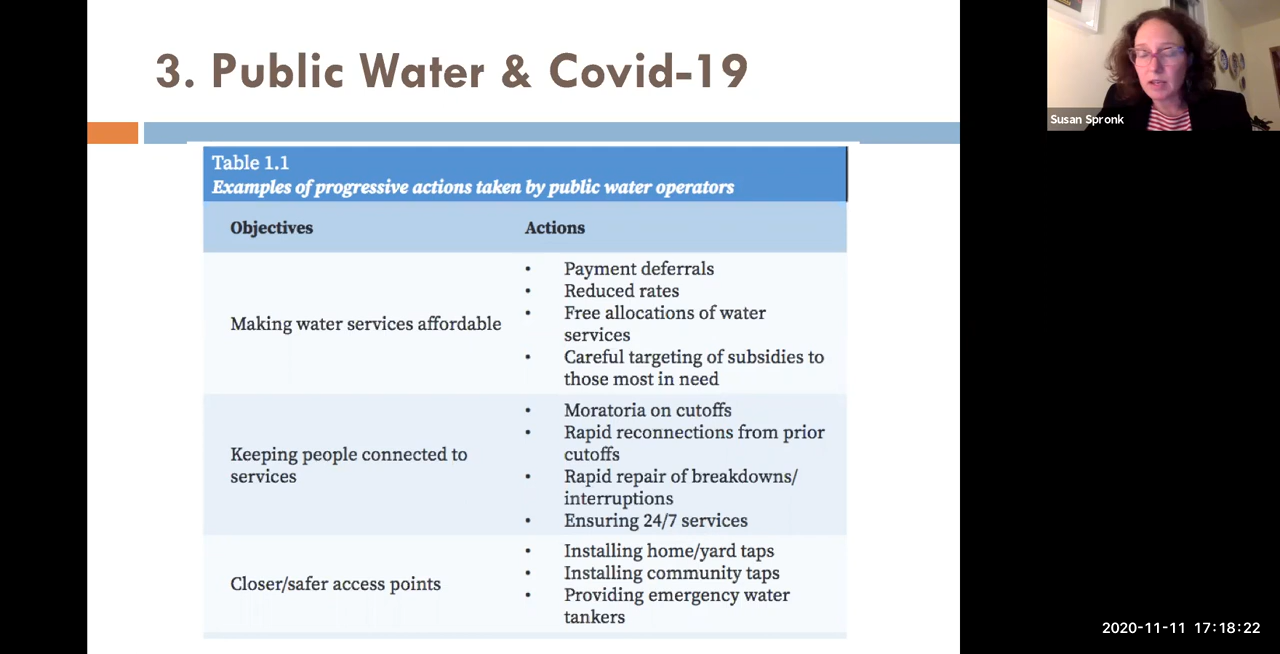 3. Public Water & Covid-19
Susan Spronk
Table 1.1
Examples of progressive actions taken by public water operators
Objectives
Actions
Making water services affordable
• Payment deferrals
• Reduced rates
• Free allocations of water
services
• Careful targeting of subsidies to
those most in need
Keeping people connected to
services
• Moratoria on cutoffs
• Rapid reconnections from prior
cutoffs
• Rapid repair of breakdowns/
interruptions
• Ensuring 24/7 services
Closer/safer access points
• Installing home/yard taps
• Installing community taps
• Providing emergency water
tankers
2020-11-11 17:18:22